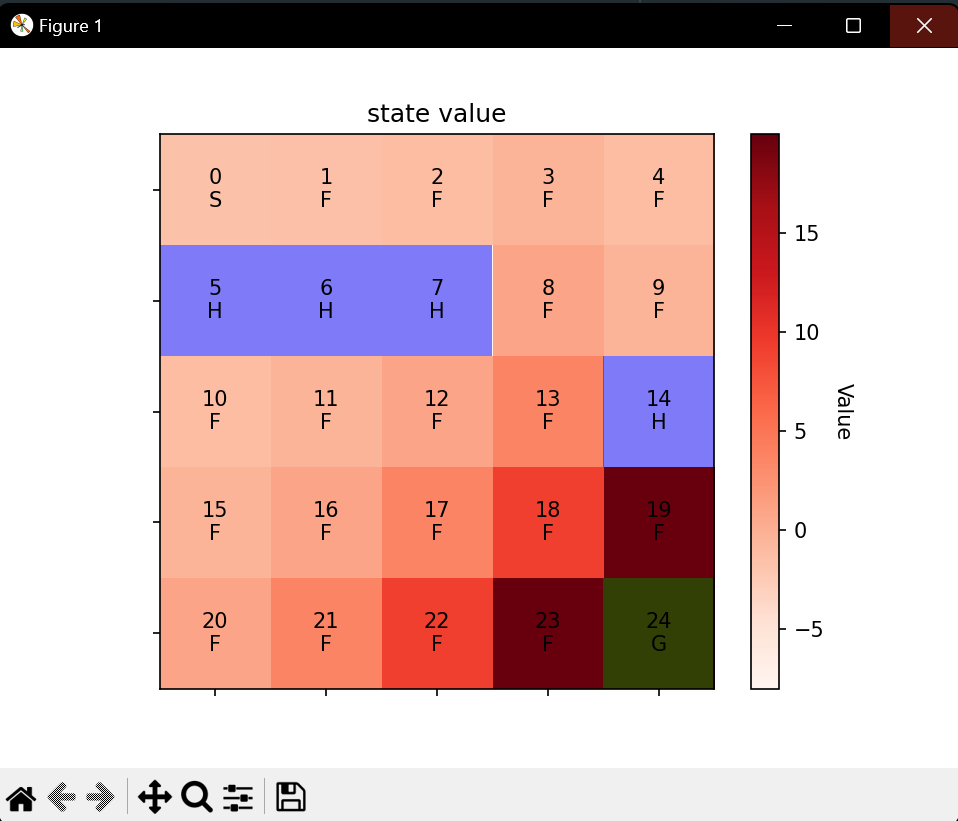 Figure 1
state value
0 1 2 3 4
S F F F F
5 6 7 8 9
H H H F F
10 11 12 13 14
F F F F H
15 16 17 18 19
F F F F F
20 21 22 23 24
F F F F G
15
10
5
0
−5
Value